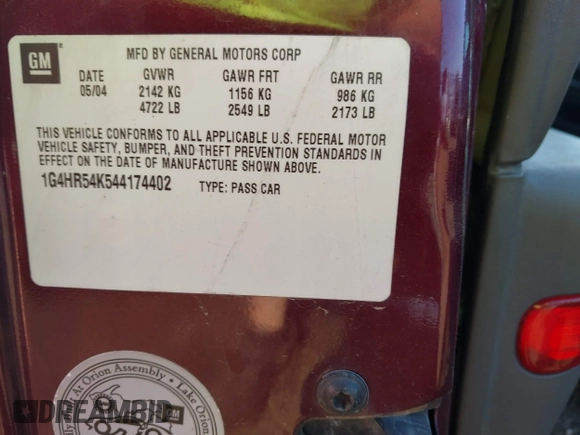 GM
MFD BY GENERAL MOTORS CORP
DATE GVWR GAWR FRT GAWR RR
05/04 2142 KG 1156 KG 986 KG
4722 LB 2549 LB 2173 LB
THIS VEHICLE CONFORMS TO ALL APPLICABLE U.S. FEDERAL MOTOR
VEHICLE SAFETY, BUMPER, AND THEFT PREVENTION STANDARDS IN
EFFECT ON THE DATE OF MANUFACTURE SHOWN ABOVE.
1G4HR54K544174402 TYPE: PASS CAR
At Orion Assembly Lake Orion
DREAMBID